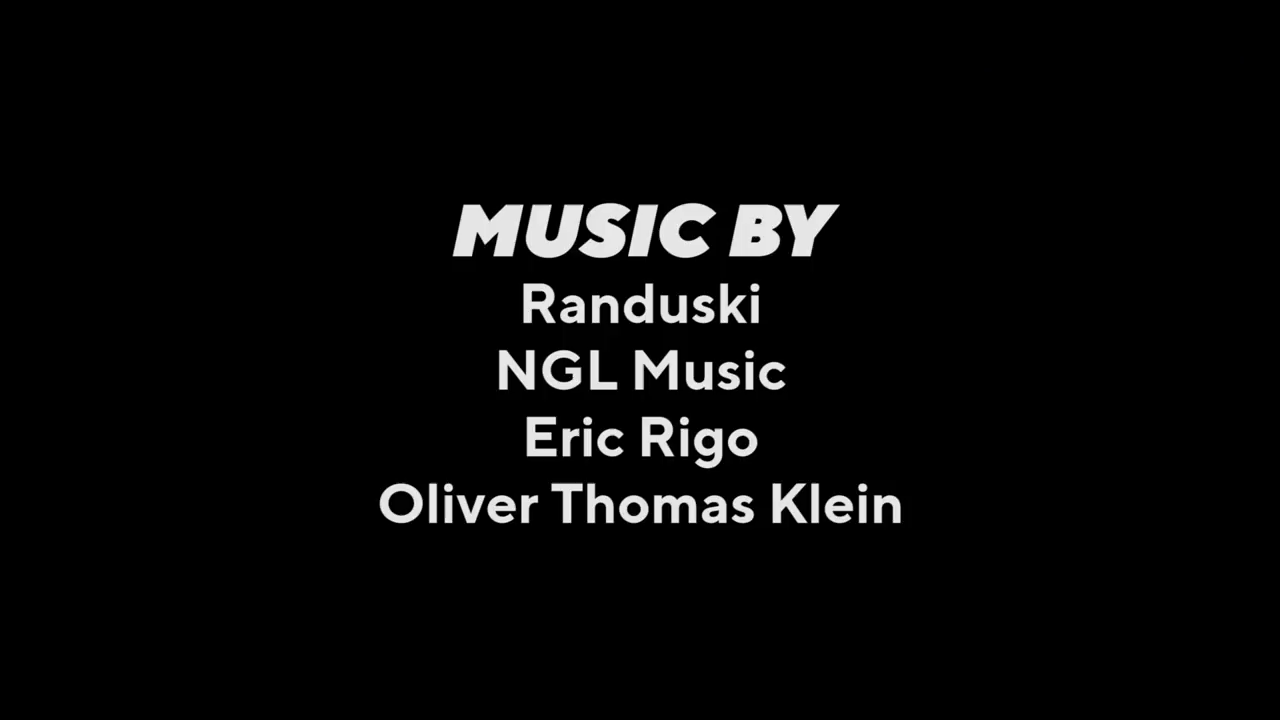 MUSIC BY
Randuski
NGL Music
Eric Rigo
Oliver Thomas Klein